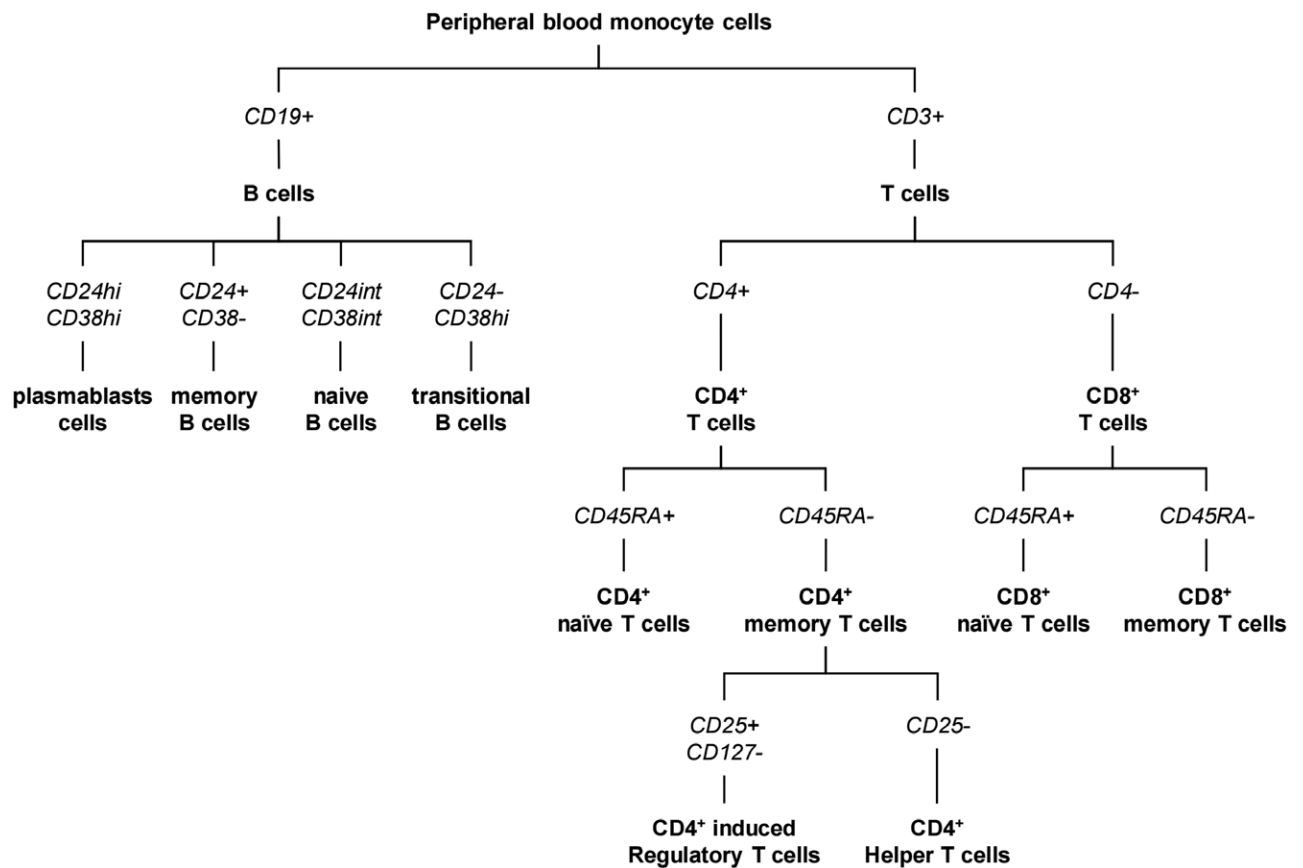 Peripheral blood monocyte cells
CD19+
CD3+
B cells
T cells
CD24hi
CD38hi
CD24+
CD38-
CD24int
CD38int
CD24-
CD38hi
CD4+
CD4-
plasmablasts
cells
memory
B cells
naive
B cells
transitional
B cells
CD4⁺
T cells
CD8⁺
T cells
CD45RA+
CD45RA-
CD45RA+
CD45RA-
CD4⁺
naïve T cells
CD4⁺
memory T cells
CD8⁺
naïve T cells
CD8⁺
memory T cells
CD25+
CD127-
CD25-
CD4⁺ induced
Regulatory T cells
CD4⁺
Helper T cells